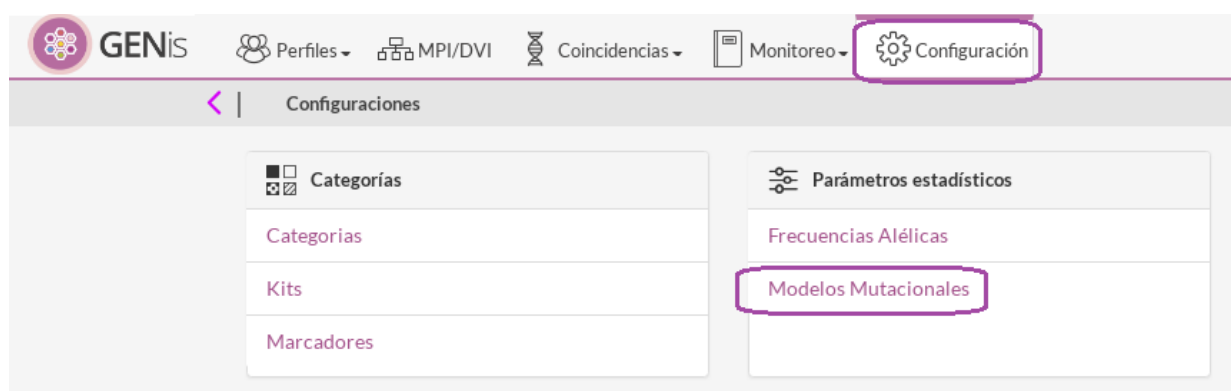 GENis Perfiles MPI/DVI Coincidencias Monitoreo Configuración
Configuraciones
Categorías
Categorias
Kits
Marcadores
Parámetros estadísticos
Frecuencias Alélicas
Modelos Mutacionales